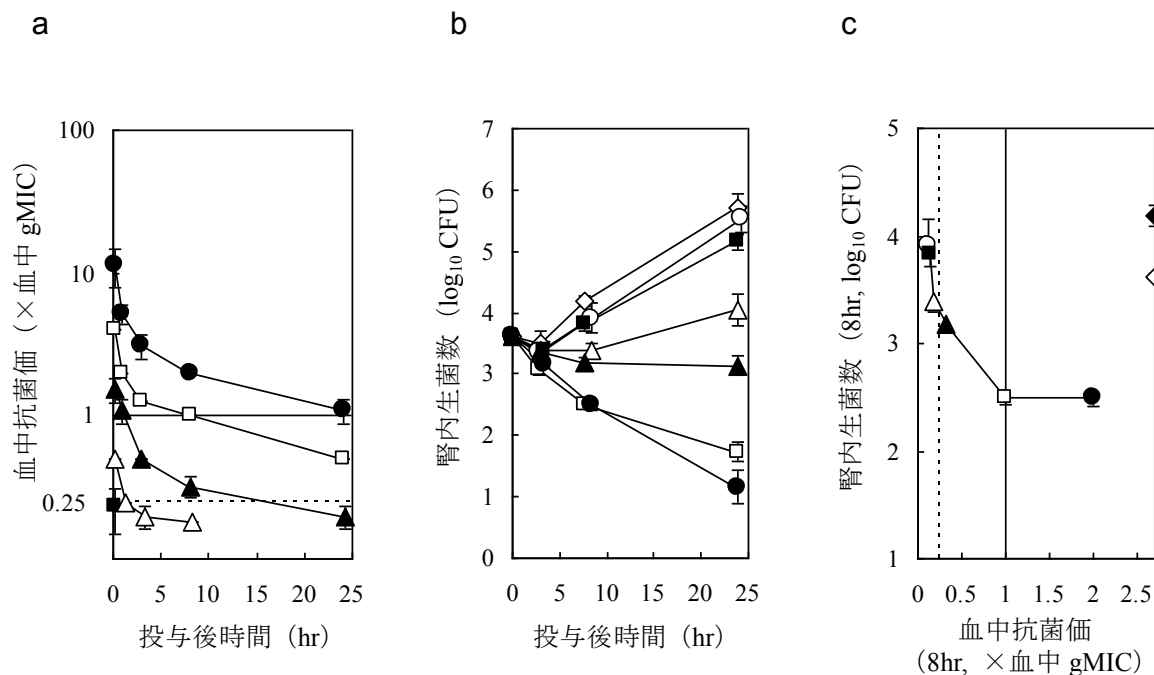 a
b
c
血中抗菌価（×血中 gMIC）
100
10
1
0.25
0 5 10 15 20 25
投与後時間（hr）
腎内生菌数（log10 CFU）
7
6
5
4
3
2
1
0
0 5 10 15 20 25
投与後時間（hr）
腎内生菌数（8hr, log10 CFU）
5
4
3
2
1
0 0.5 1 1.5 2 2.5
血中抗菌価
（8hr, ×血中 gMIC）